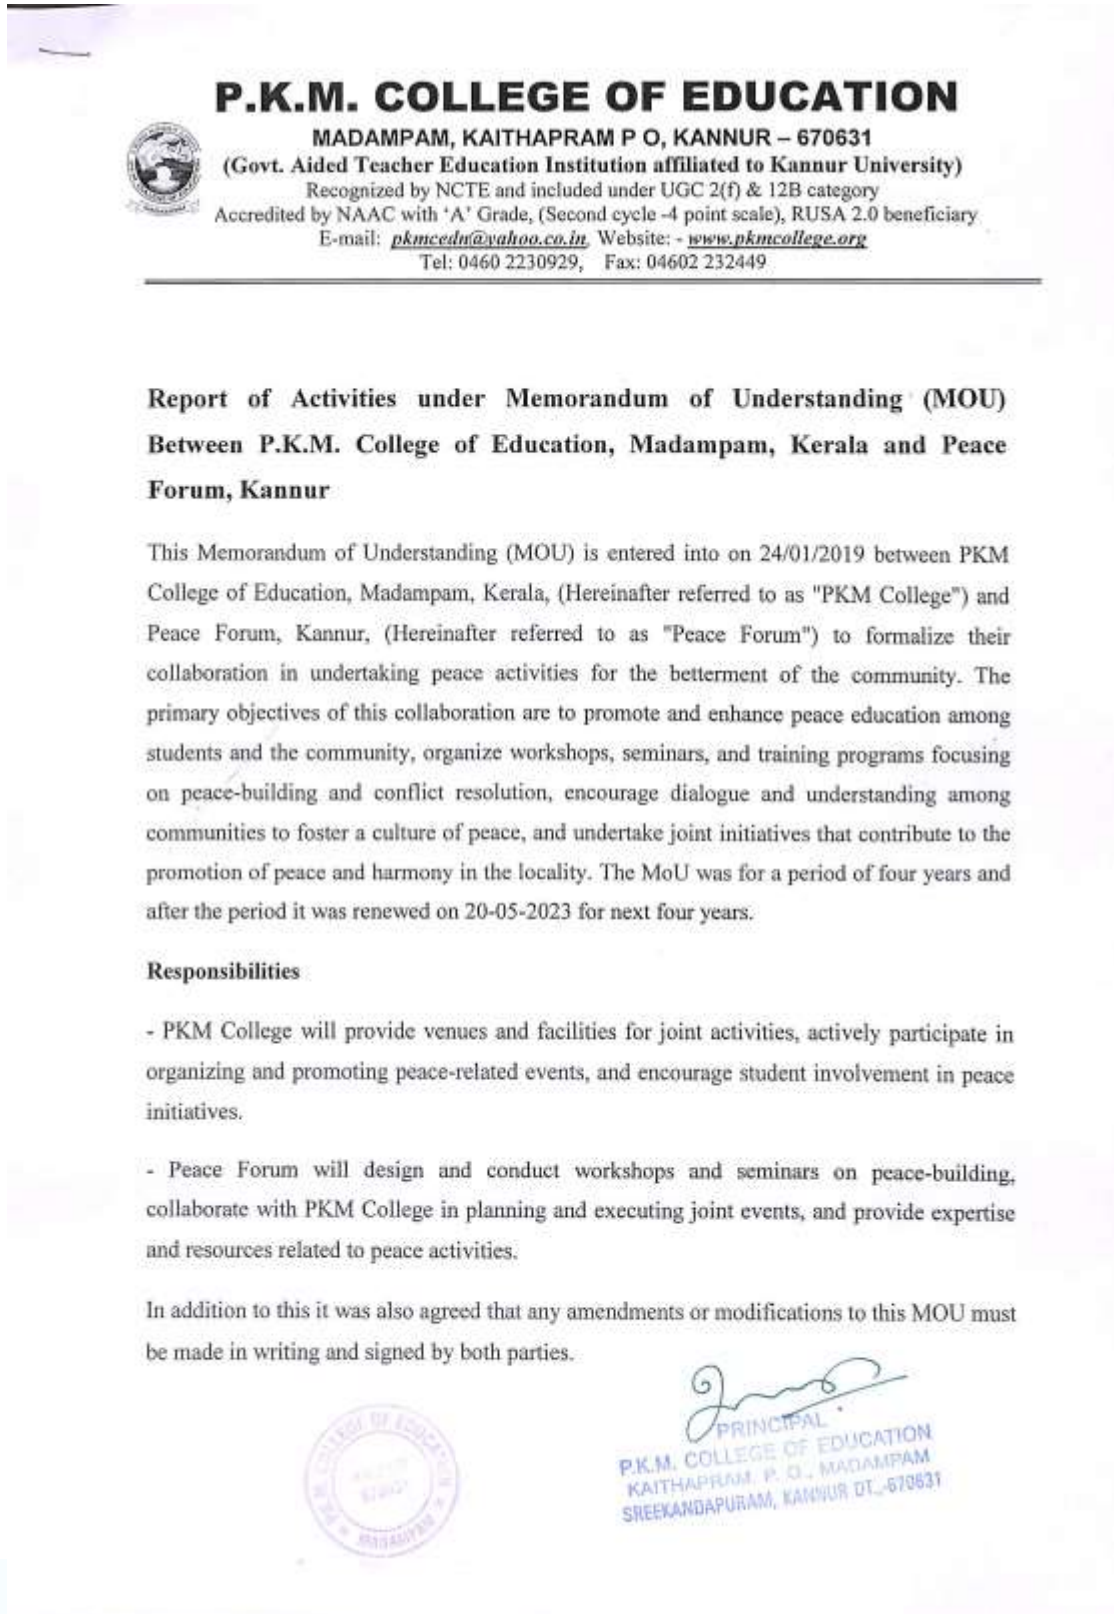 P.K.M. COLLEGE OF EDUCATION
MADAMPAM, KAITHAPRAM P O, KANNUR – 670631
(Govt. Aided Teacher Education Institution affiliated to Kannur University)
Recognized by NCTE and included under UGC 2(f) & 12B category
Accredited by NAAC with ‘A’ Grade, (Second cycle -4 point scale), RUSA 2.0 beneficiary
E-mail: pkmcedn@yahoo.co.in, Website: - www.pkmcollege.org
Tel: 0460 2230929, Fax: 04602 232449
Report of Activities under Memorandum of Understanding (MOU)
Between P.K.M. College of Education, Madampam, Kerala and Peace
Forum, Kannur
This Memorandum of Understanding (MOU) is entered into on 24/01/2019 between PKM
College of Education, Madampam, Kerala, (Hereinafter referred to as "PKM College") and
Peace Forum, Kannur, (Hereinafter referred to as "Peace Forum") to formalize their
collaboration in undertaking peace activities for the betterment of the community. The
primary objectives of this collaboration are to promote and enhance peace education among
students and the community, organize workshops, seminars, and training programs focusing
on peace-building and conflict resolution, encourage dialogue and understanding among
communities to foster a culture of peace, and undertake joint initiatives that contribute to the
promotion of peace and harmony in the locality. The MoU was for a period of four years and
after the period it was renewed on 20-05-2023 for next four years.
Responsibilities
- PKM College will provide venues and facilities for joint activities, actively participate in
organizing and promoting peace-related events, and encourage student involvement in peace
initiatives.
- Peace Forum will design and conduct workshops and seminars on peace-building,
collaborate with PKM College in planning and executing joint events, and provide expertise
and resources related to peace activities.
In addition to this it was also agreed that any amendments or modifications to this MOU must
be made in writing and signed by both parties.
PRINCIPAL
P.K.M. COLLEGE OF EDUCATION
KAITHAPRAM. P. O., MADAMPAM
SREEKANDAPURAM, KANNUR DT.,-670631
P.K.M. COLLEGE OF EDUCATION
670631
MADAMPAM